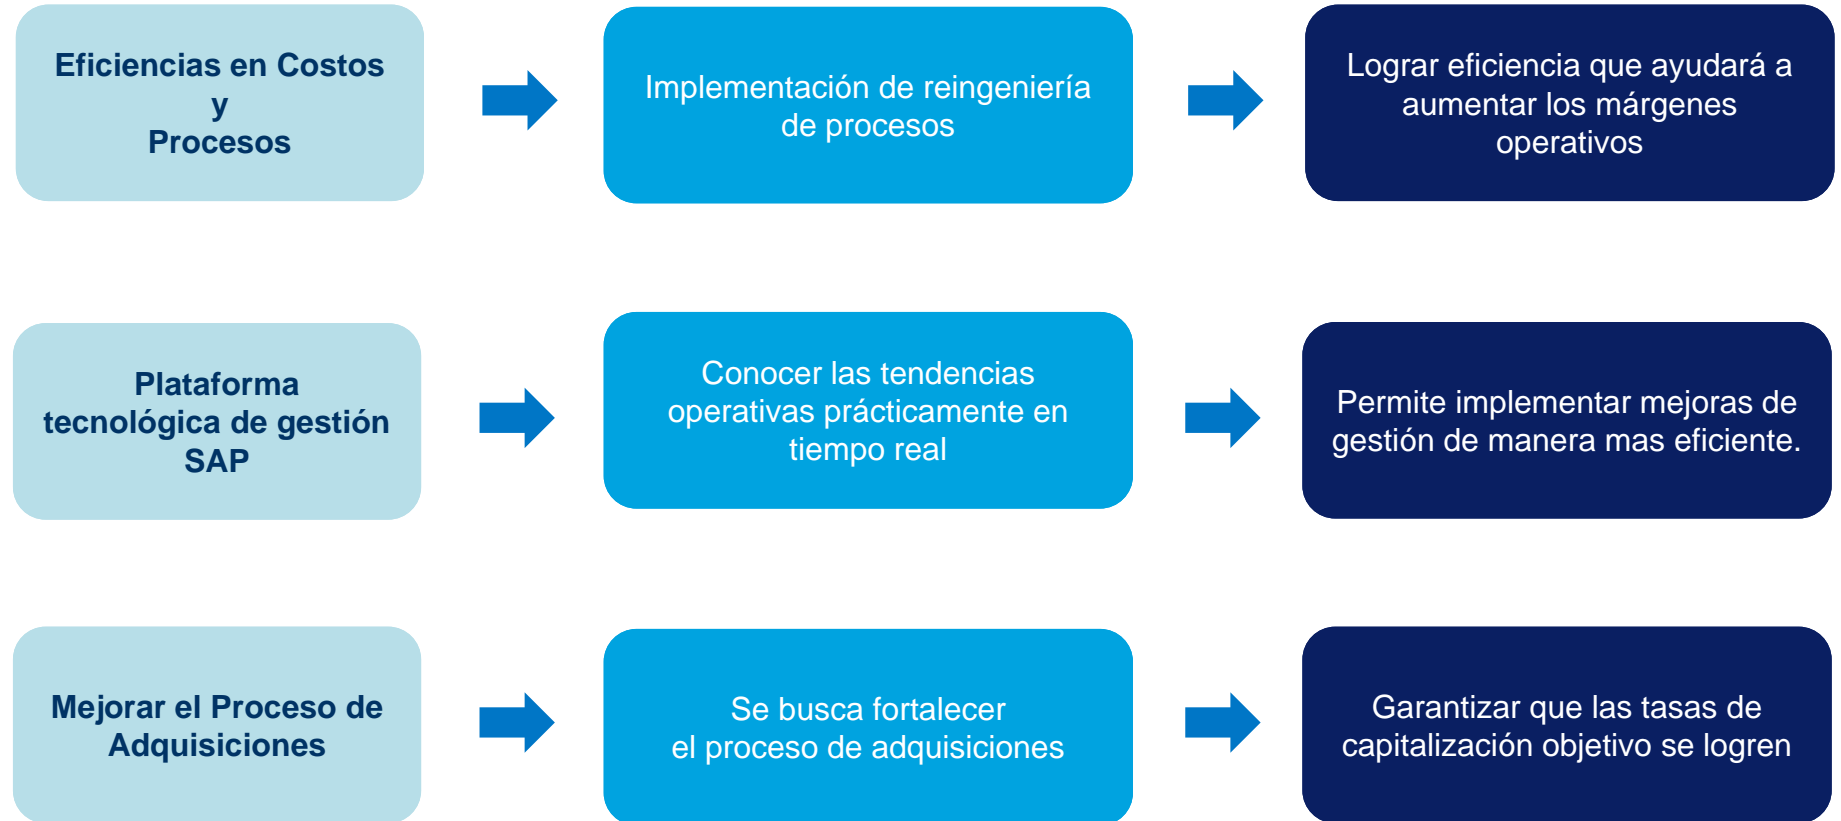 Eficiencias en Costos
y
Procesos
Implementación de reingeniería
de procesos
Lograr eficiencia que ayudará a
aumentar los márgenes
operativos
Plataforma
tecnológica de gestión
SAP
Conocer las tendencias
operativas prácticamente en
tiempo real
Permite implementar mejoras de
gestión de manera mas eficiente.
Mejorar el Proceso de
Adquisiciones
Se busca fortalecer
el proceso de adquisiciones
Garantizar que las tasas de
capitalización objetivo se logren